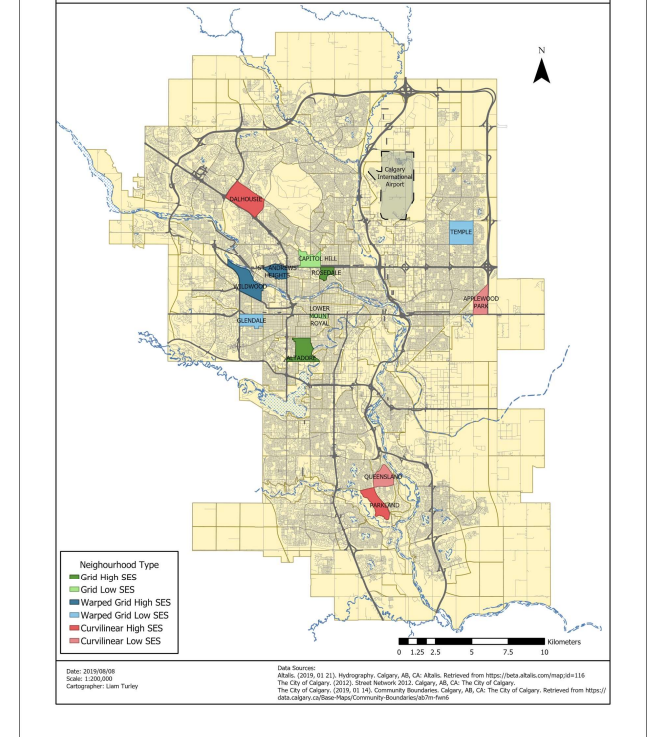 N
Calgary
International
Airport
DALHOUSIE
TEMPLE
CAPITOL HILL
ST. ANDREWS
HEIGHTS
ROSEDALE
WILDWOOD
APPLEWOOD
PARK
LOWER
MOUNT
ROYAL
GLENDALE
ALTADORE
QUEENSLAND
PARKLAND
Neighourhood Type
Grid High SES
Grid Low SES
Warped Grid High SES
Warped Grid Low SES
Curvilinear High SES
Curvilinear Low SES
Kilometers
0 1.25 2.5 5 7.5 10
Date: 2019/08/08
Scale: 1:200,000
Cartographer: Liam Turley
Data Sources:
Altalis. (2019, 01 21). Hydrography. Calgary, AB, CA: Altalis. Retrieved from https://beta.altalis.com/map;id=116
The City of Calgary. (2012). Street Network 2012. Calgary, AB, CA: The City of Calgary.
The City of Calgary. (2019, 01 14). Community Boundaries. Calgary, AB, CA: The City of Calgary. Retrieved from https://
data.calgary.ca/Base-Maps/Community-Boundaries/ab7m-fwn6